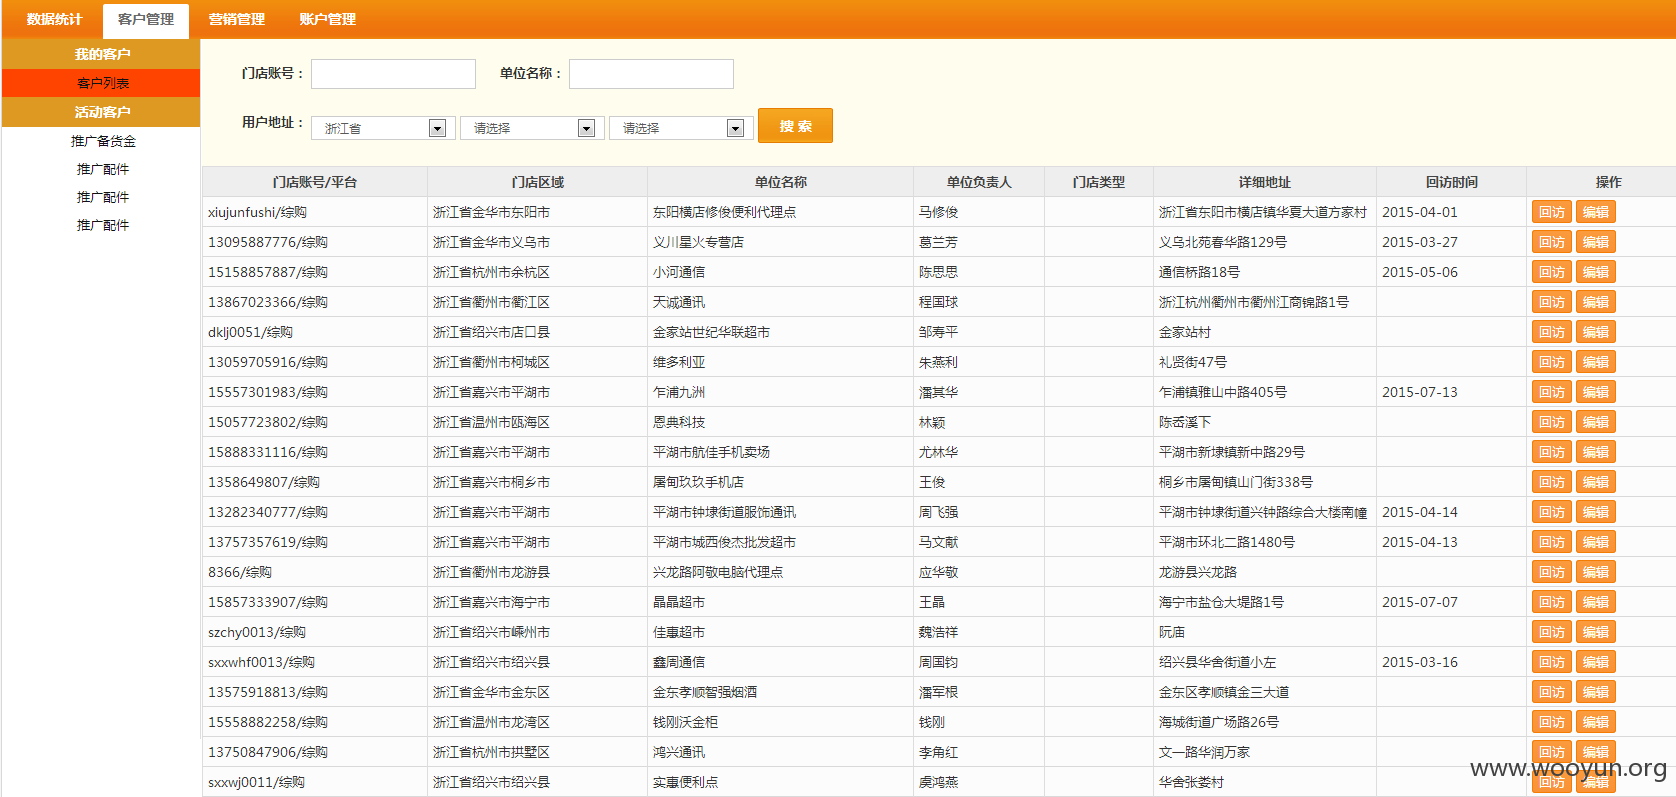 数据统计 客户管理 营销管理 账户管理
我的客户
客户列表
活动客户
推广备货金
推广配件
推广配件
推广配件
门店账号： 单位名称：
用户地址： 浙江省 请选择 请选择 搜 索
门店账号/平台 门店区域 单位名称 单位负责人 门店类型 详细地址 回访时间 操作
xiujunfushi/综购 浙江省金华市东阳市 东阳横店修俊便利代理点 马修俊 浙江省东阳市横店镇华夏大道方家村 2015-04-01 回访 编辑
13095887776/综购 浙江省金华市义乌市 义川星火专营店 葛兰芳 义乌北苑春华路129号 2015-03-27 回访 编辑
15158857887/综购 浙江省杭州市余杭区 小河通信 陈思思 通信桥路18号 2015-05-06 回访 编辑
13867023366/综购 浙江省衢州市衢江区 天诚通讯 程国球 浙江杭州衢州市衢州江商锦路1号 回访 编辑
dklj0051/综购 浙江省绍兴市店口县 金家站世纪华联超市 邹寿平 金家站村 回访 编辑
13059705916/综购 浙江省衢州市柯城区 维多利亚 朱燕利 礼贤街47号 回访 编辑
15557301983/综购 浙江省嘉兴市平湖市 乍浦九洲 潘其华 乍浦镇雅山中路405号 2015-07-13 回访 编辑
15057723802/综购 浙江省温州市瓯海区 恩典科技 林颖 陈岙溪下 回访 编辑
15888331116/综购 浙江省嘉兴市平湖市 平湖市航佳手机卖场 尤林华 平湖市新埭镇新中路29号 回访 编辑
1358649807/综购 浙江省嘉兴市桐乡市 屠甸玖玖手机店 王俊 桐乡市屠甸镇山门街338号 回访 编辑
13282340777/综购 浙江省嘉兴市平湖市 平湖市钟埭街道服饰通讯 周飞强 平湖市钟埭街道兴钟路综合大楼南幢 2015-04-14 回访 编辑
13757357619/综购 浙江省嘉兴市平湖市 平湖市城西俊杰批发超市 马文献 平湖市环北二路1480号 2015-04-13 回访 编辑
8366/综购 浙江省衢州市龙游县 兴龙路阿敬电脑代理点 应华敬 龙游县兴龙路 回访 编辑
15857333907/综购 浙江省嘉兴市海宁市 晶晶超市 王晶 海宁市盐仓大堤路1号 2015-07-07 回访 编辑
szchy0013/综购 浙江省绍兴市嵊州市 佳惠超市 魏浩祥 阮庙 回访 编辑
sxxwhf0013/综购 浙江省绍兴市绍兴县 鑫周通信 周国钧 绍兴县华舍街道小左 2015-03-16 回访 编辑
13575918813/综购 浙江省金华市金东区 金东孝顺智强烟酒 潘军根 金东区孝顺镇金三大道 回访 编辑
15558882258/综购 浙江省温州市龙湾区 钱刚沃金柜 钱刚 海城街道广场路26号 回访 编辑
13750847906/综购 浙江省杭州市拱墅区 鸿兴通讯 李角红 文一路华润万家 回访 编辑
sxxwj0011/综购 浙江省绍兴市绍兴县 实惠便利点 虞鸿燕 华舍张娄村 回访 编辑
www.wooyun.org